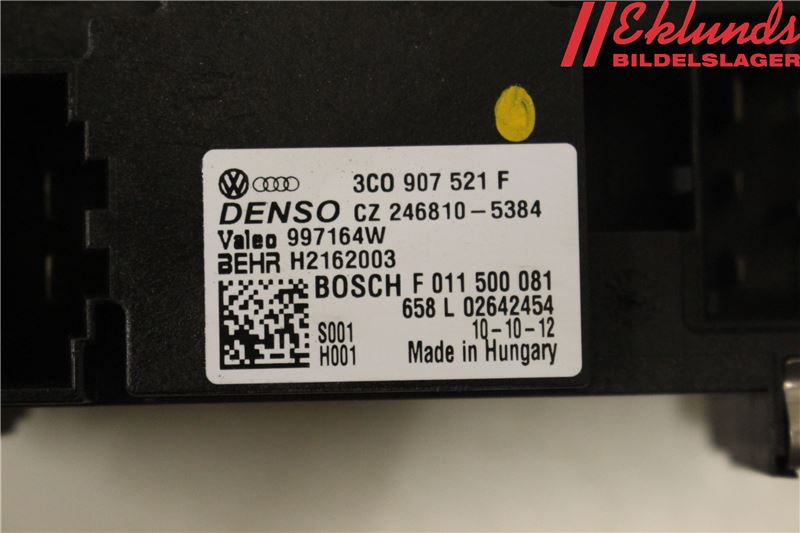 Eklunds
BILDELSLAGER
3C0 907 521 F
DENSO CZ 246810-5384
Valeo 997164W
BEHR H2162003
BOSCH F 011 500 081
658 L 02642454
S001 10-10-12
H001 Made in Hungary